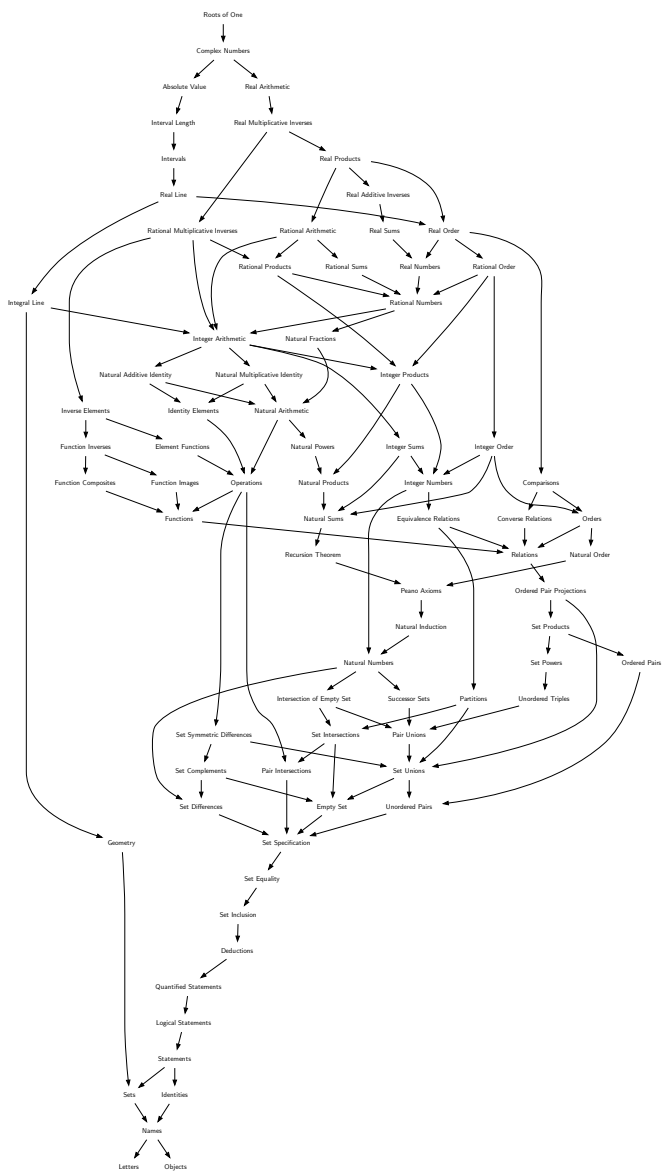 Roots of One
Complex Numbers
Absolute Value Real Arithmetic
Interval Length Real Multiplicative Inverses
Intervals Real Products
Real Line Real Additive Inverses
Rational Multiplicative Inverses Rational Arithmetic Real Sums Real Order
Rational Products Rational Sums Real Numbers Rational Order
Integral Line Rational Numbers
Integer Arithmetic Natural Fractions
Natural Additive Identity Natural Multiplicative Identity Integer Products
Inverse Elements Identity Elements Natural Arithmetic
Function Inverses Element Functions Natural Powers Integer Sums Integer Order
Function Composites Function Images Operations Natural Products Integer Numbers Comparisons
Functions Natural Sums Equivalence Relations Converse Relations Orders
Recursion Theorem Relations Natural Order
Peano Axioms Ordered Pair Projections
Natural Induction Set Products
Natural Numbers Set Powers Ordered Pairs
Intersection of Empty Set Successor Sets Partitions Unordered Triples
Set Symmetric Differences Set Intersections Pair Unions
Set Complements Pair Intersections Set Unions
Set Differences Empty Set Unordered Pairs
Geometry Set Specification
Set Equality
Set Inclusion
Deductions
Quantified Statements
Logical Statements
Statements
Sets Identities
Names
Letters Objects